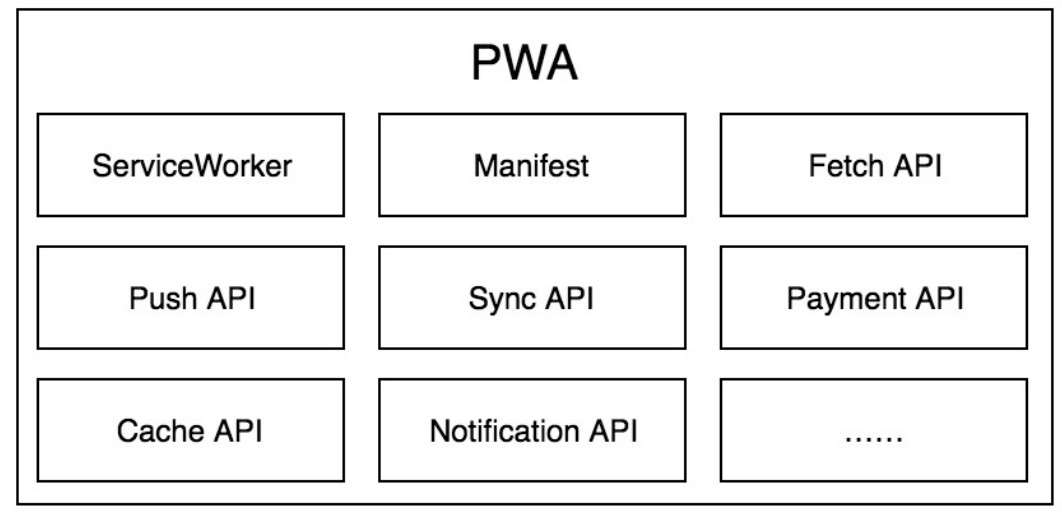 PWA
ServiceWorker
Manifest
Fetch API
Push API
Sync API
Payment API
Cache API
Notification API
......